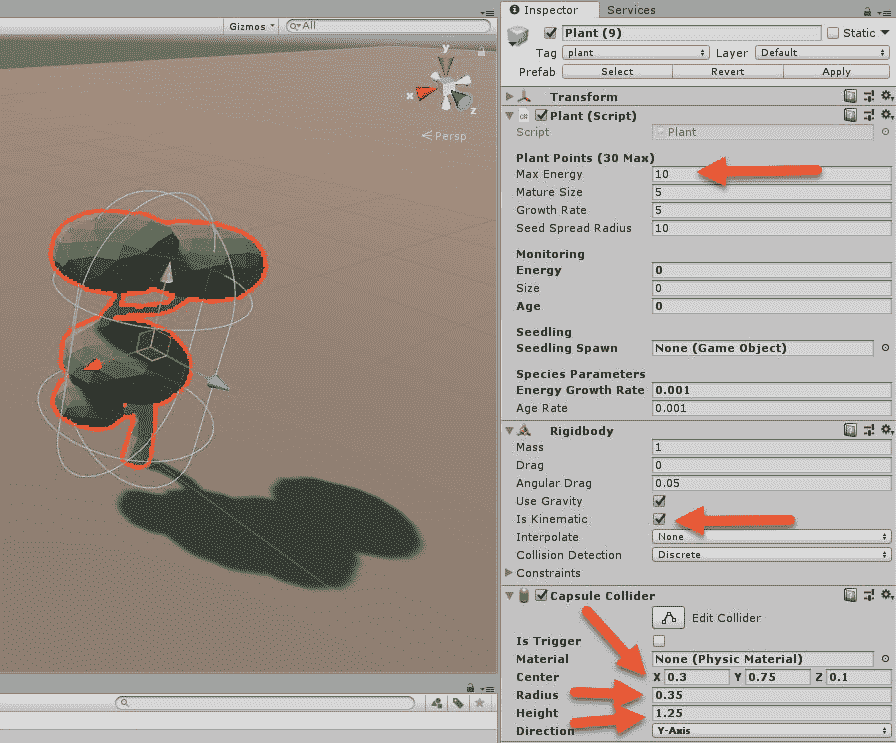 Inspector Services
Gizmos All
Plant (9) Static
Tag plant Layer Default
Prefab Select Revert Apply
y
x
z
Persp
Transform
c# Plant (Script)
Script Plant
Plant Points (30 Max)
Max Energy 10
Mature Size 5
Growth Rate 5
Seed Spread Radius 10
Monitoring
Energy 0
Size 0
Age 0
Seedling
Seedling Spawn None (Game Object)
Species Parameters
Energy Growth Rate 0.001
Age Rate 0.001
Rigidbody
Mass 1
Drag 0
Angular Drag 0.05
Use Gravity
Is Kinematic
Interpolate None
Collision Detection Discrete
Constraints
Capsule Collider
Edit Collider
Is Trigger
Material None (Physic Material)
Center X 0.3 Y 0.75 Z 0.1
Radius 0.35
Height 1.25
Direction Y-Axis